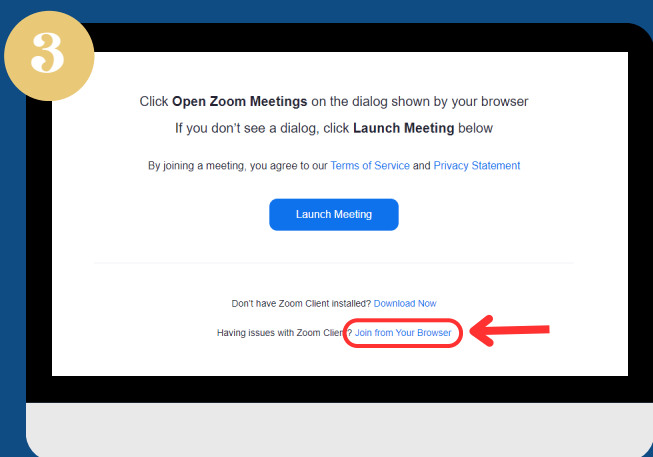 3
Click Open Zoom Meetings on the dialog shown by your browser
If you don't see a dialog, click Launch Meeting below
By joining a meeting, you agree to our Terms of Service and Privacy Statement
Launch Meeting
Don't have Zoom Client installed? Download Now
Having issues with Zoom Client? Join from Your Browser